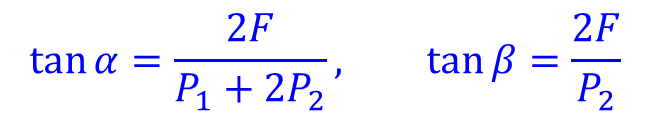 tan α = 2F / (P₁ + 2P₂), tan β = 2F / P₂